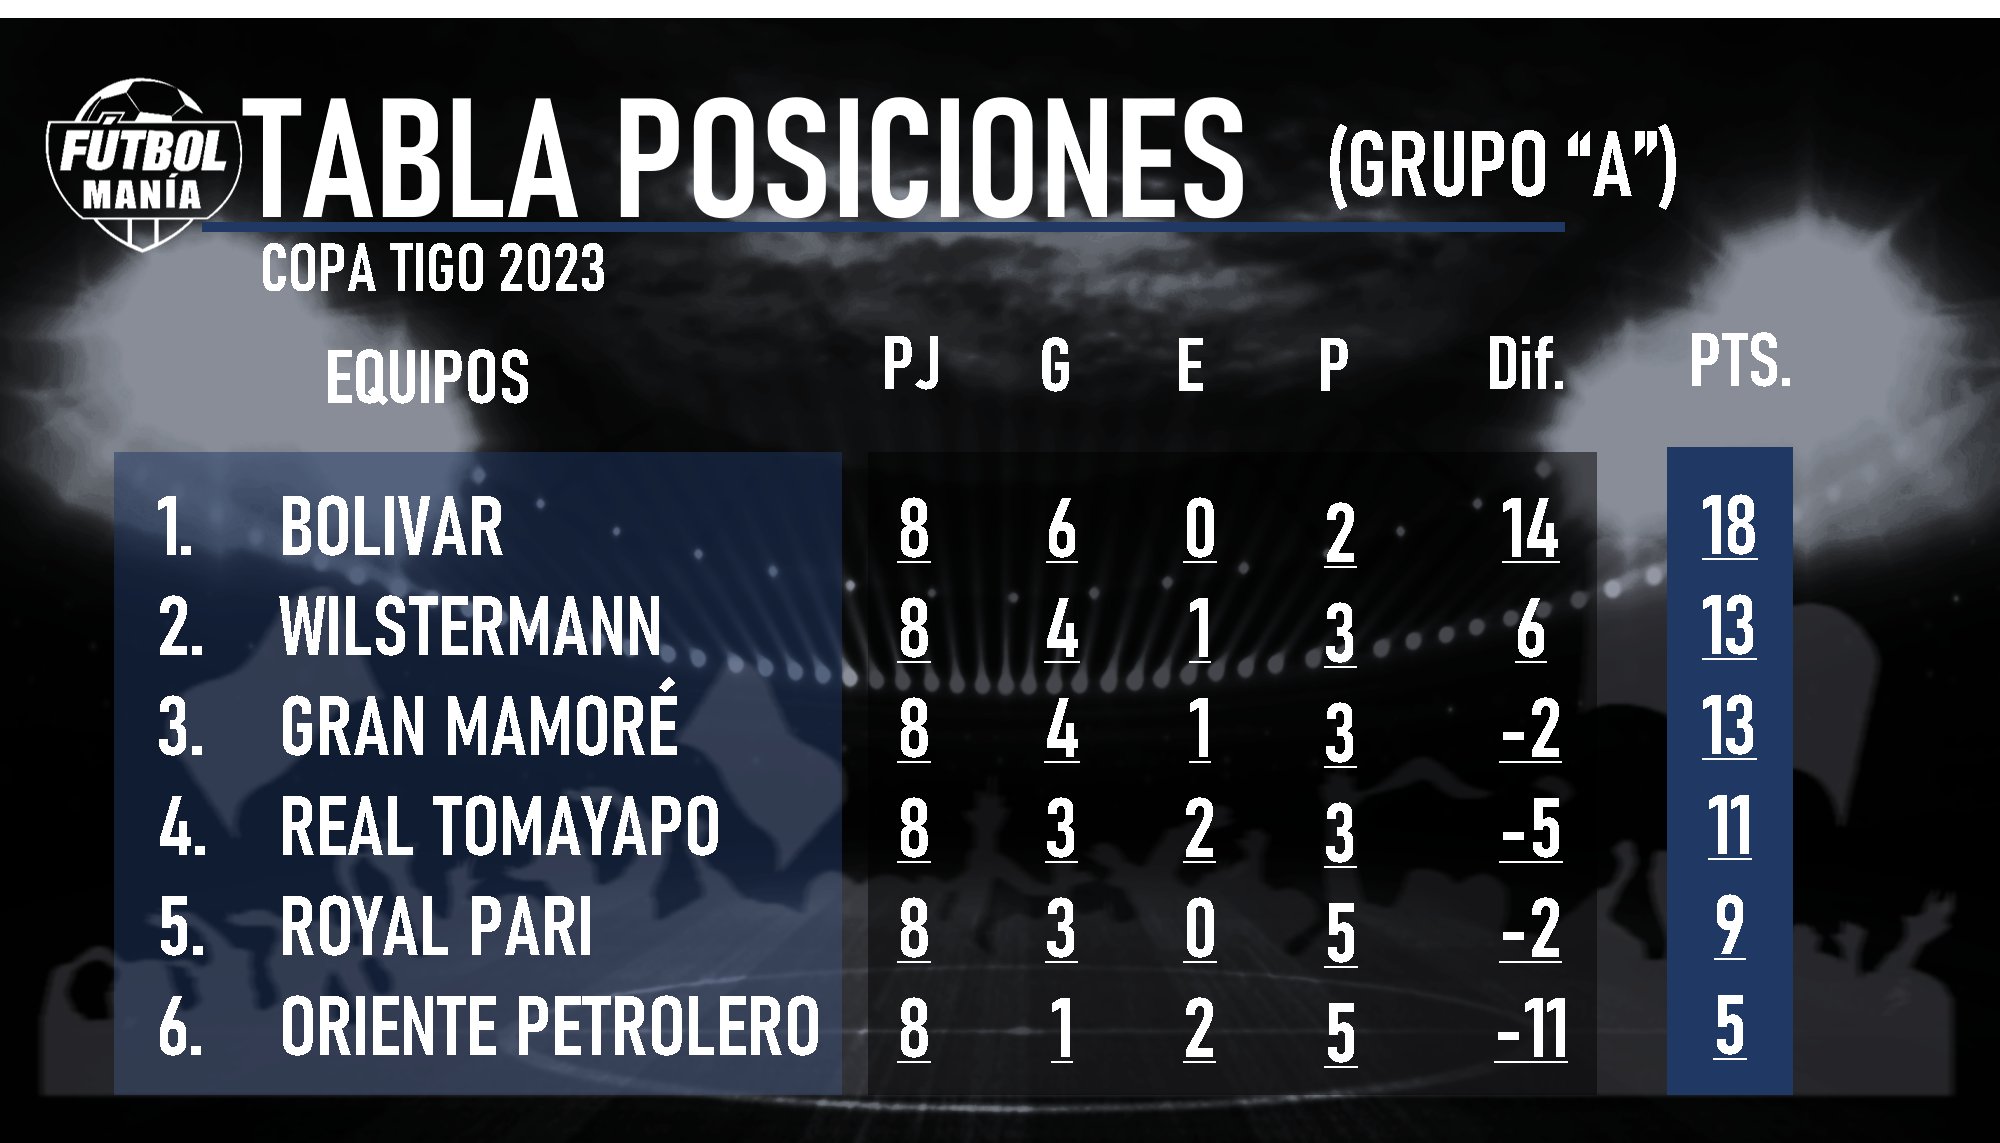 FÚTBOL
MANÍA
TABLA POSICIONES (GRUPO “A”)
COPA TIGO 2023
EQUIPOS PJ G E P Dif. PTS.
1. BOLIVAR 8 6 0 2 14 18
2. WILSTERMANN 8 4 1 3 6 13
3. GRAN MAMORÉ 8 4 1 3 -2 13
4. REAL TOMAYAPO 8 3 2 3 -5 11
5. ROYAL PARI 8 3 0 5 -2 9
6. ORIENTE PETROLERO 8 1 2 5 -11 5